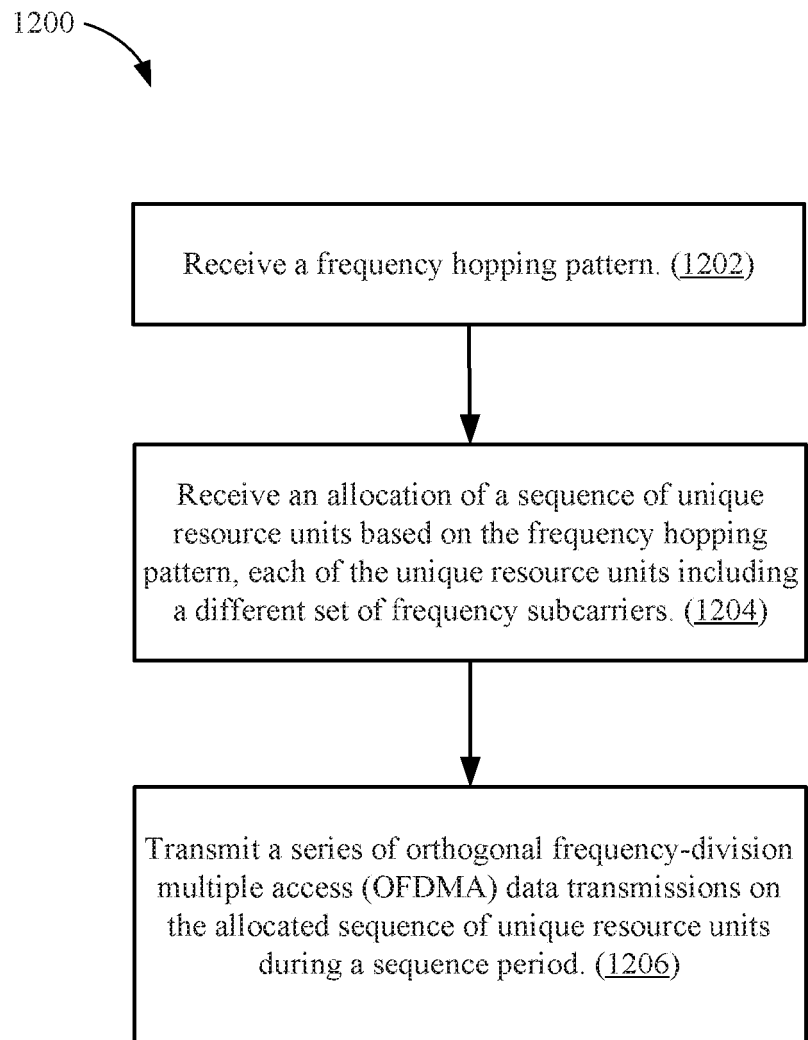 1200
Receive a frequency hopping pattern. (1202)
Receive an allocation of a sequence of unique
resource units based on the frequency hopping
pattern, each of the unique resource units including
a different set of frequency subcarriers. (1204)
Transmit a series of orthogonal frequency-division
multiple access (OFDMA) data transmissions on
the allocated sequence of unique resource units
during a sequence period. (1206)